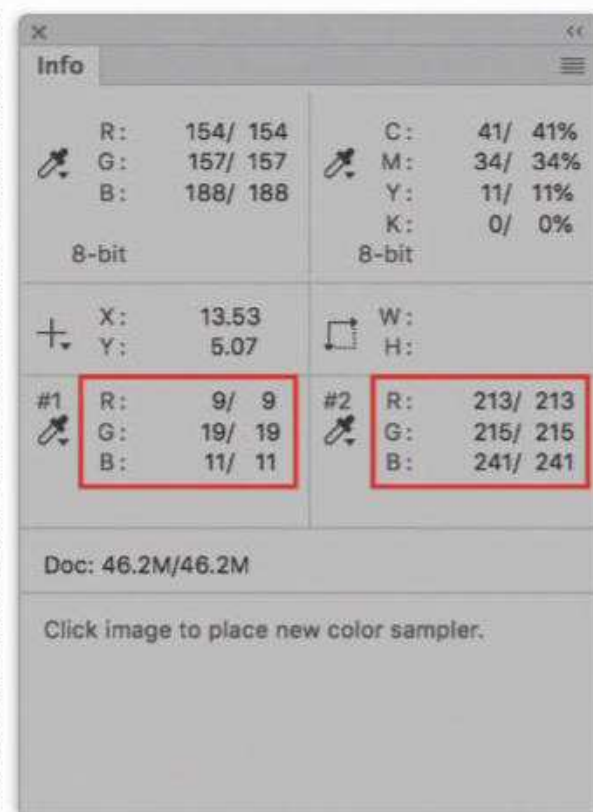 Info
R: 154/ 154
G: 157/ 157
B: 188/ 188
8-bit
C: 41/ 41%
M: 34/ 34%
Y: 11/ 11%
K: 0/ 0%
8-bit
X: 13.53
Y: 5.07
W:
H:
#1 R: 9/ 9
G: 19/ 19
B: 11/ 11
#2 R: 213/ 213
G: 215/ 215
B: 241/ 241
Doc: 46.2M/46.2M
Click image to place new color sampler.